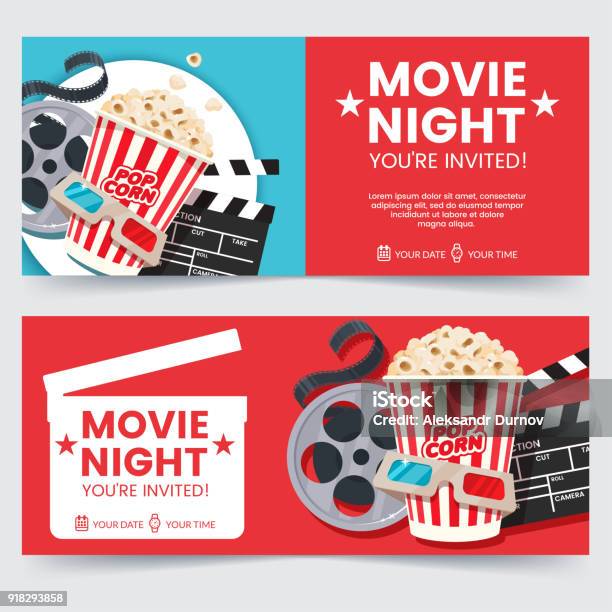 MOVIE
NIGHT
YOU'RE INVITED!
Lorem ipsum dolor sit amet,
consectetur adipiscing elit, sed do
eiusmod tempor incididunt ut
labore et dolore
magna aliqua.
YOUR DATE YOUR TIME
POP
CORN
CTION
CUT TAKE
ROLL
CAMERA
MOVIE
NIGHT
YOU'RE INVITED!
YOUR DATE YOUR TIME
POP
CORN
CUT TAKE
ROLL
CAMERA
iStock
Credit: Aleksandr Durnov
918293858